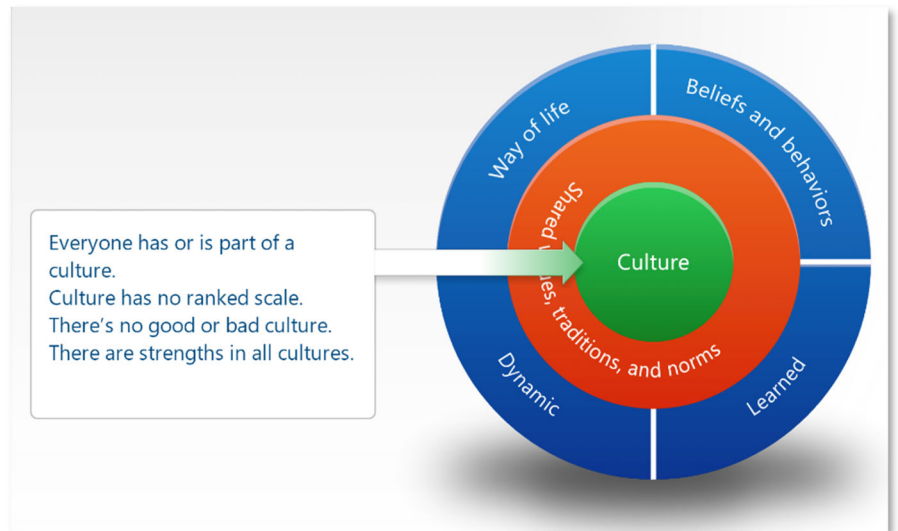 Everyone has or is part of a
culture.
Culture has no ranked scale.
There's no good or bad culture.
There are strengths in all cultures.
Way of life
Beliefs and behaviors
Shared ues, traditions, and norms
Culture
Dynamic
Learned